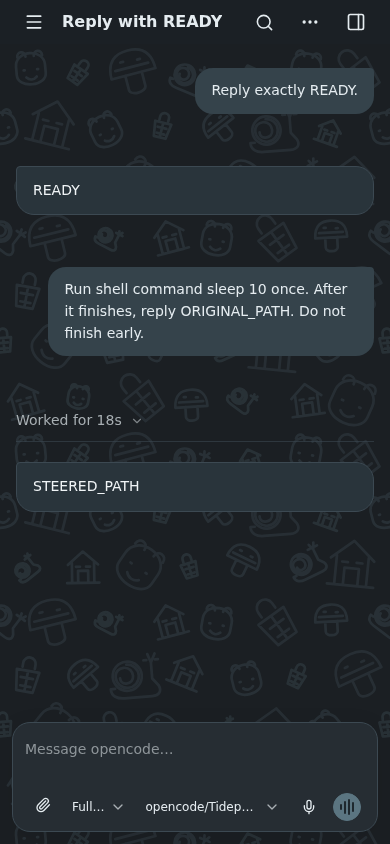 Reply with READY
Reply exactly READY.
READY
Run shell command sleep 10 once. After
it finishes, reply ORIGINAL_PATH. Do not
finish early.
Worked for 18s
STEERED_PATH
Message opencode…
Full… opencode/Tidep…